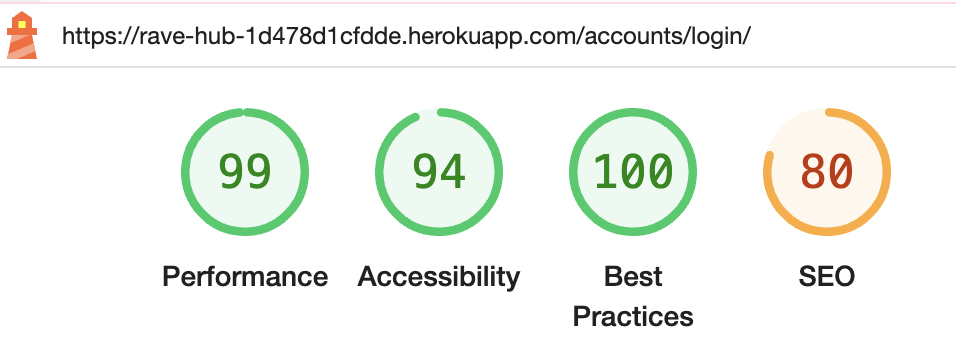 https://rave-hub-1d478d1cfdde.herokuapp.com/accounts/login/
99 94 100 80
Performance Accessibility Best Practices SEO